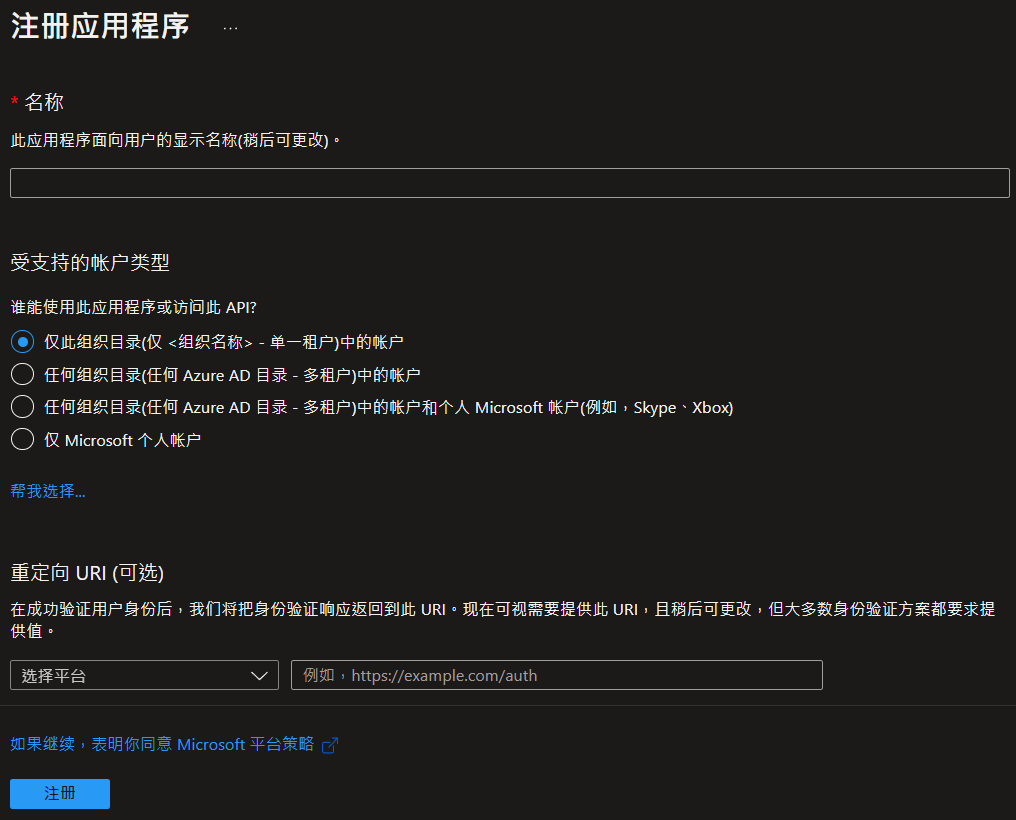 注册应用程序 ...
* 名称
此应用程序面向用户的显示名称(稍后可更改)。
受支持的帐户类型
谁能使用此应用程序或访问此 API?
仅此组织目录(仅 <组织名称> - 单一租户)中的帐户
任何组织目录(任何 Azure AD 目录 - 多租户)中的帐户
任何组织目录(任何 Azure AD 目录 - 多租户)中的帐户和个人 Microsoft 帐户(例如，Skype、Xbox)
仅 Microsoft 个人帐户
帮我选择...
重定向 URI (可选)
在成功验证用户身份后，我们将把身份验证响应返回到此 URI。现在可视需要提供此 URI，且稍后可更改，但大多数身份验证方案都要求提
供值。
选择平台 例如，https://example.com/auth
如果继续，表明你同意 Microsoft 平台策略
注册